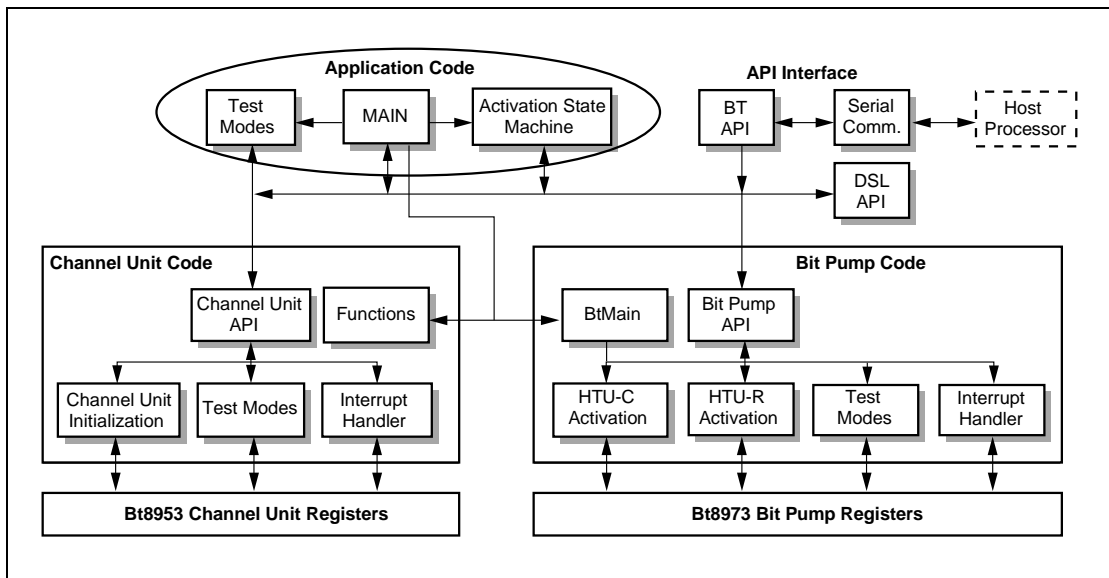 Application Code
API Interface
Test
Modes
MAIN
Activation State
Machine
BT
API
Serial
Comm.
Host
Processor
DSL
API
Channel Unit Code
Channel Unit
API
Functions
Channel Unit
Initialization
Test Modes
Interrupt
Handler
Bt8953 Channel Unit Registers
Bit Pump Code
BtMain
Bit Pump
API
HTU-C
Activation
HTU-R
Activation
Test
Modes
Interrupt
Handler
Bt8973 Bit Pump Registers